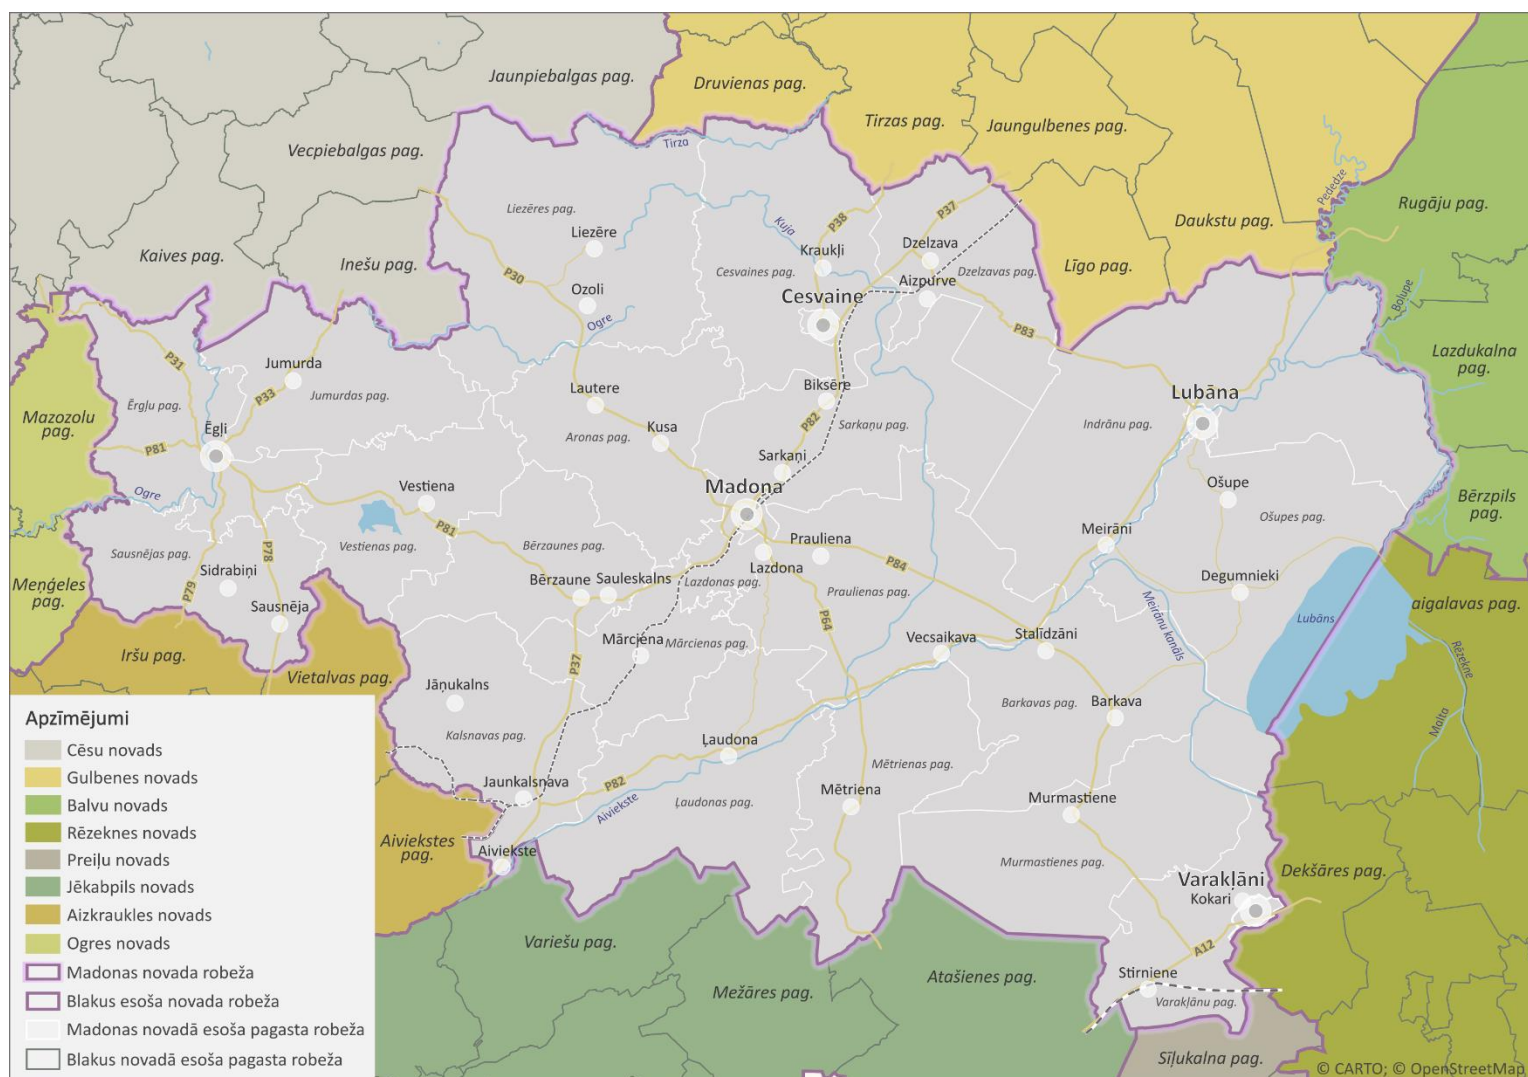 Jaunpiebalgas pag.
Druvienas pag.
Tirzas pag.
Jaungulbenes pag.
Vecpiebalgas pag.
Tirza
Pededze
Rugāju pag.
Liezēres pag.
Liezēre
Kuja
P38
P37
Daukstu pag.
Kaives pag.
Inešu pag.
Kraukļi
Dzelzava
P30
Cesvaines pag.
Dzelzavas pag.
Līgo pag.
Aizpurve
Ozoli
Cesvaine
Bolupe
Ogre
P83
P31
Jumurda
Lazdukalna
pag.
Ērgļu pag.
P33
Jumurdas pag.
Lautere
Biksēre
Lubāna
Mazozolu
pag.
Ēgļi
Kusa
P82
Sarkaņu pag.
Indrānu pag.
Aronas pag.
P81
Sarkaņi
Ošupe
Bērzpils
pag.
Ogre
Vestiena
Madona
Ošupes pag.
P81
Meirāni
Sausnējas pag.
P78
Vestienas pag.
Bērzaunes pag.
Prauliena
Lazdona
P84
Meņģeles
pag.
Sidrabiņi
P79
Bērzaune
Sauleskalns
Lazdonas pag.
Praulienas pag.
Degumnieki
Sausnēja
P64
Meirānu kanāls
Lubāns
aigalavas pag.
Iršu pag.
Mārciena
Mārcienas pag.
Vecsaikava
Stalīdzāni
P37
Rēzekne
Vietalvas pag.
Jāņukalns
Barkavas pag.
Barkava
Malta
Kalsnavas pag.
Ļaudona
Mētrienas pag.
Jaunkalsnava
P82
Aiviekste
Ļaudonas pag.
Mētriena
Murmastiene
Aiviekstes
pag.
Aiviekste
Murmastienes pag.
Varakļāni
Kokari
Dekšāres pag.
Variešu pag.
A12
Atašienes pag.
Stirniene
Mežāres pag.
Varakļānu pag.
Sīļukalna pag.
Apzīmējumi
Cēsu novads
Gulbenes novads
Balvu novads
Rēzeknes novads
Preiļu novads
Jēkabpils novads
Aizkraukles novads
Ogres novads
Madonas novada robeža
Blakus esoša novada robeža
Madonas novadā esoša pagasta robeža
Blakus novadā esoša pagasta robeža
© CARTO; © OpenStreetMap